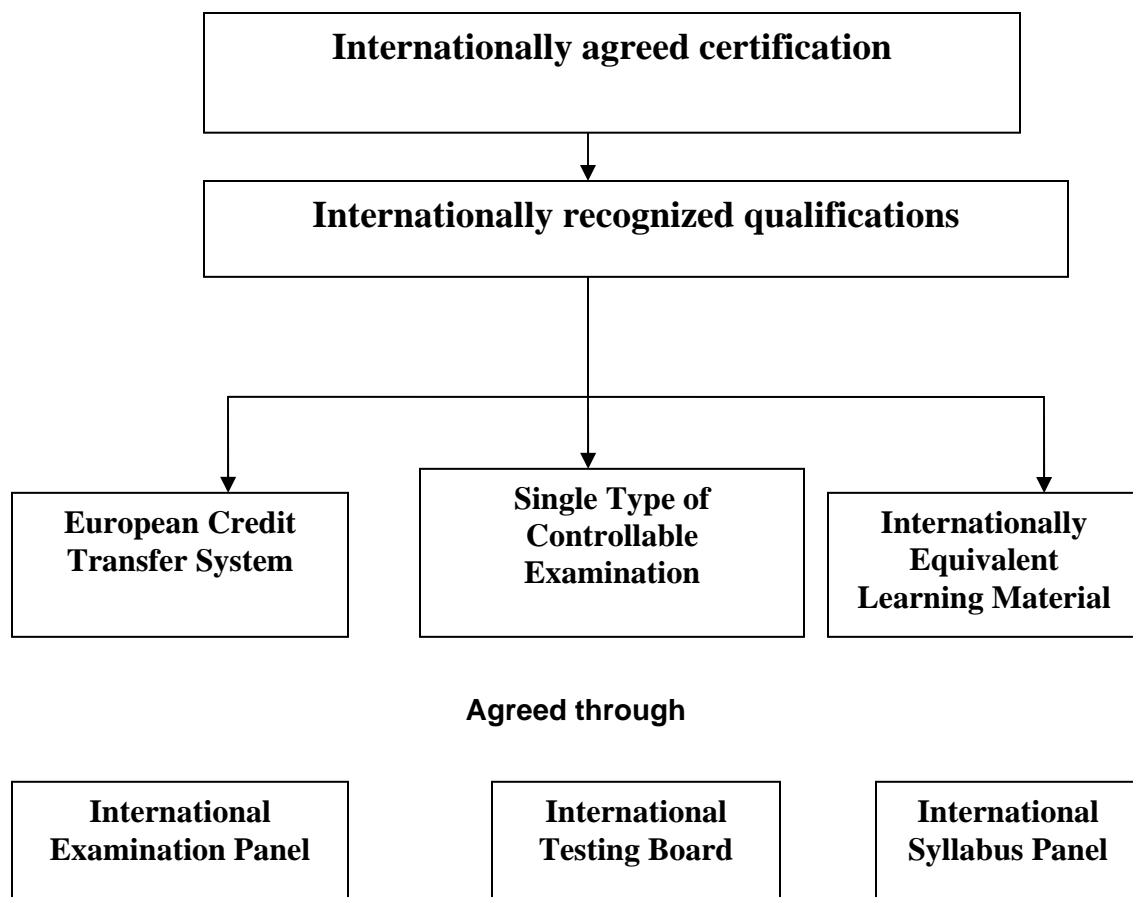 Internationally agreed certification
Internationally recognized qualifications
European Credit
Transfer System
Single Type of
Controllable
Examination
Internationally
Equivalent
Learning Material
Agreed through
International
Examination Panel
International
Testing Board
International
Syllabus Panel